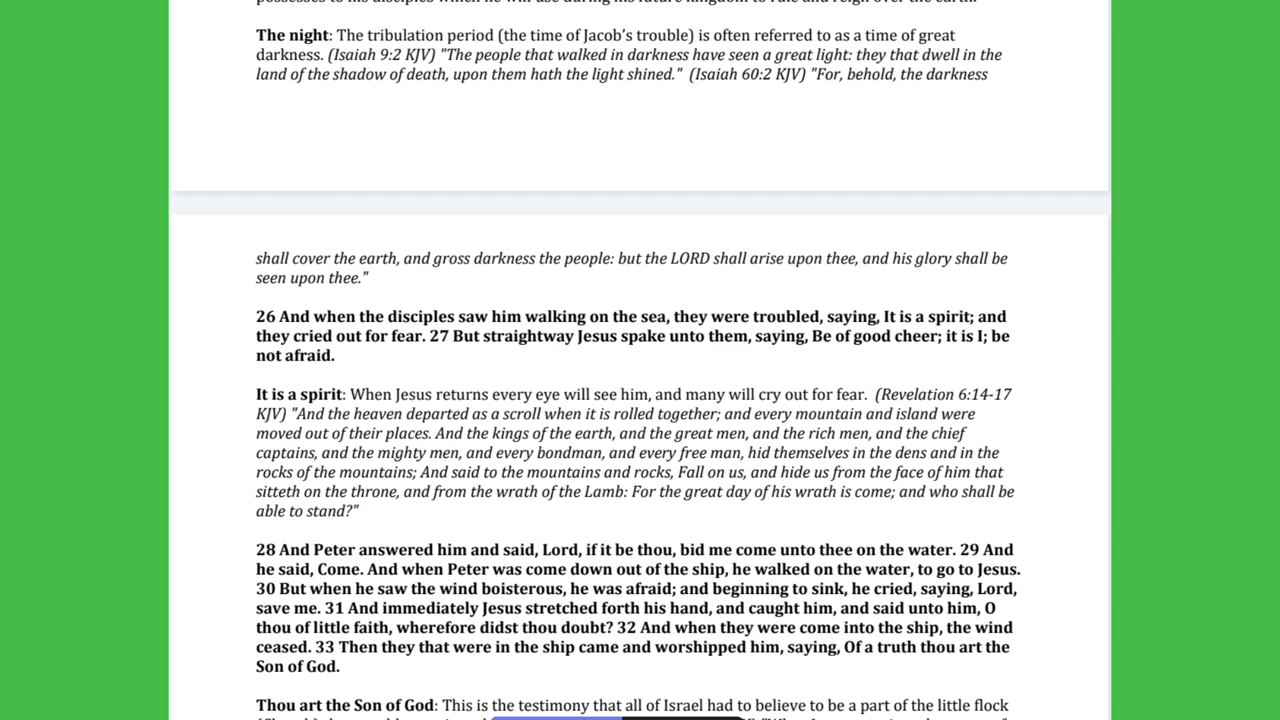 possesses to his disciples which he will use during his future kingdom to rule and reign over the earth.
The night: The tribulation period (the time of Jacob's trouble) is often referred to as a time of great
darkness. (Isaiah 9:2 KJV) "The people that walked in darkness have seen a great light: they that dwell in the
land of the shadow of death, upon them hath the light shined." (Isaiah 60:2 KJV) "For, behold, the darkness
shall cover the earth, and gross darkness the people: but the LORD shall arise upon thee, and his glory shall be
seen upon thee."
26 And when the disciples saw him walking on the sea, they were troubled, saying, It is a spirit; and
they cried out for fear. 27 But straightway Jesus spake unto them, saying, Be of good cheer; it is I; be
not afraid.
It is a spirit: When Jesus returns every eye will see him, and many will cry out for fear. (Revelation 6:14-17
KJV) "And the heaven departed as a scroll when it is rolled together; and every mountain and island were
moved out of their places. And the kings of the earth, and the great men, and the rich men, and the chief
captains, and the mighty men, and every bondman, and every free man, hid themselves in the dens and in the
rocks of the mountains; And said to the mountains and rocks, Fall on us, and hide us from the face of him that
sitteth on the throne, and from the wrath of the Lamb: For the great day of his wrath is come; and who shall be
able to stand?"
28 And Peter answered him and said, Lord, if it be thou, bid me come unto thee on the water. 29 And
he said, Come. And when Peter was come down out of the ship, he walked on the water, to go to Jesus.
30 But when he saw the wind boisterous, he was afraid; and beginning to sink, he cried, saying, Lord,
save me. 31 And immediately Jesus stretched forth his hand, and caught him, and said unto him, O
thou of little faith, wherefore didst thou doubt? 32 And when they were come into the ship, the wind
ceased. 33 Then they that were in the ship came and worshipped him, saying, Of a truth thou art the
Son of God.
Thou art the Son of God: This is the testimony that all of Israel had to believe to be a part of the little flock